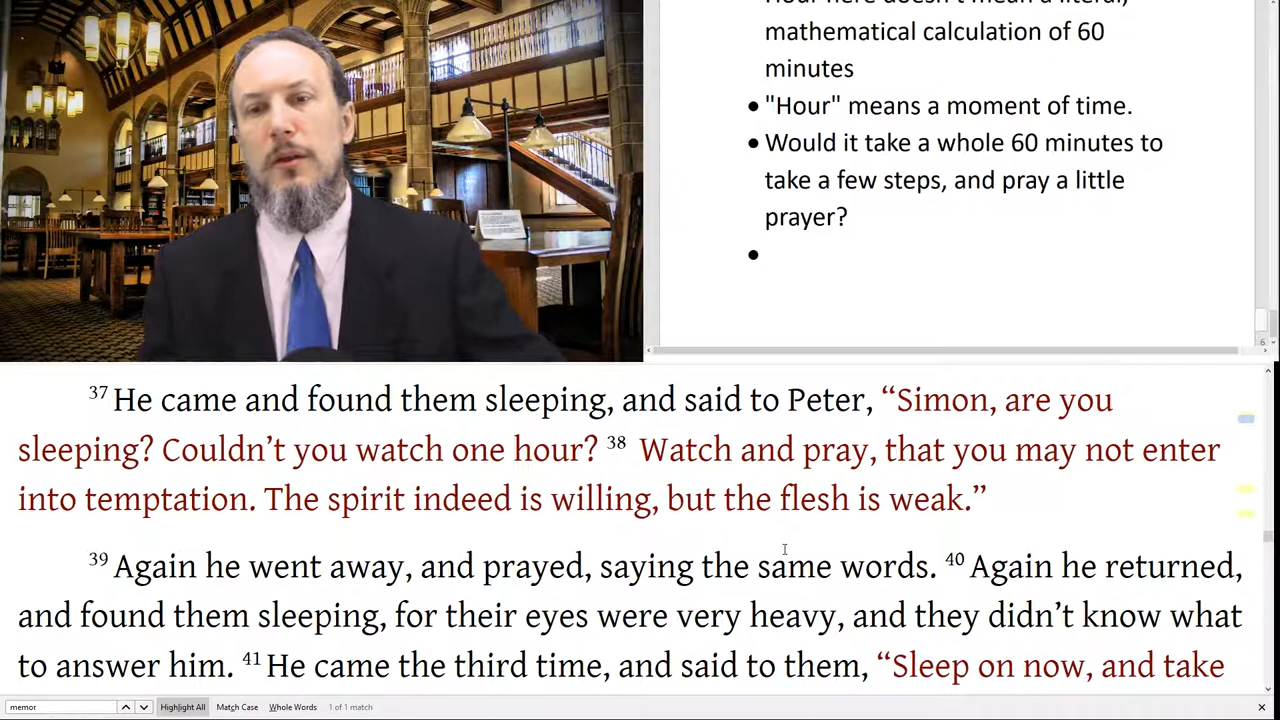 "Hour" here doesn't mean a literal,
mathematical calculation of 60
minutes
• "Hour" means a moment of time.
• Would it take a whole 60 minutes to
take a few steps, and pray a little
prayer?
•
6
37 He came and found them sleeping, and said to Peter, “Simon, are you
sleeping? Couldn’t you watch one hour? 38 Watch and pray, that you may not enter
into temptation. The spirit indeed is willing, but the flesh is weak.”
39 Again he went away, and prayed, saying the same words. 40 Again he returned,
and found them sleeping, for their eyes were very heavy, and they didn’t know what
to answer him. 41 He came the third time, and said to them, “Sleep on now, and take
memor Highlight All Match Case Whole Words 1 of 1 match